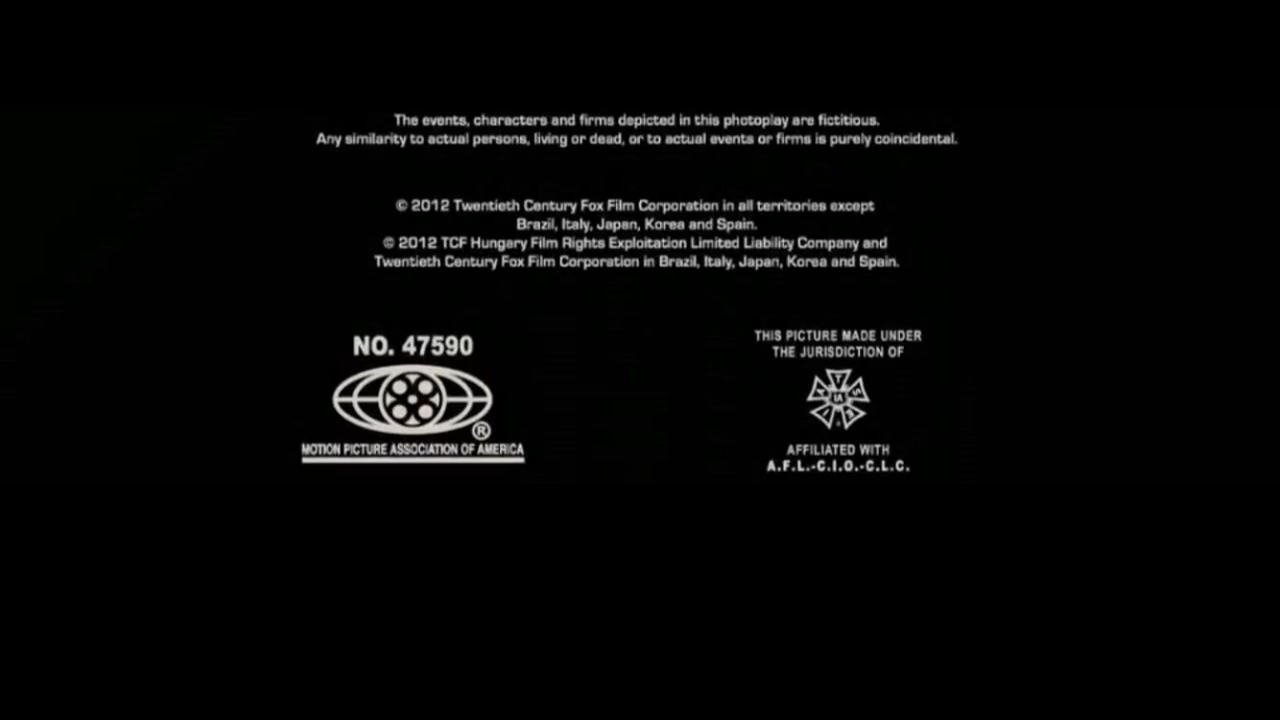 The events, characters and firms depicted in this photoplay are fictitious.
Any similarity to actual persons, living or dead, or to actual events or firms is purely coincidental.
© 2012 Twentieth Century Fox Film Corporation in all territories except
Brazil, Italy, Japan, Korea and Spain.
© 2012 TCF Hungary Film Rights Exploitation Limited Liability Company and
Twentieth Century Fox Film Corporation in Brazil, Italy, Japan, Korea and Spain.
NO. 47590
®
MOTION PICTURE ASSOCIATION OF AMERICA
THIS PICTURE MADE UNDER
THE JURISDICTION OF
I A T S E
IA
AFFILIATED WITH
A.F.L.-C.I.O.-C.L.C.